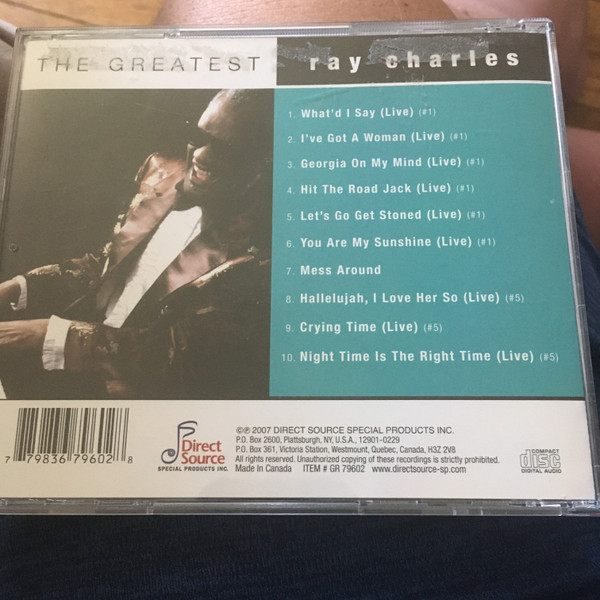 THE GREATEST ray charles
1. What'd I Say (Live) (#1)
2. I've Got A Woman (Live) (#1)
3. Georgia On My Mind (Live) (#1)
4. Hit The Road Jack (Live) (#1)
5. Let's Go Get Stoned (Live) (#1)
6. You Are My Sunshine (Live) (#1)
7. Mess Around
8. Hallelujah, I Love Her So (Live) (#5)
9. Crying Time (Live) (#5)
10. Night Time Is The Right Time (Live) (#5)
7 79836 79602 8
Direct
Source
SPECIAL PRODUCTS INC.
©℗ 2007 DIRECT SOURCE SPECIAL PRODUCTS INC.
P.O. Box 2600, Plattsburgh, NY, U.S.A., 12901-0229
P.O. Box 361, Victoria Station, Westmount, Quebec, Canada, H3Z 2V8
All rights reserved. Unauthorized copying of these recordings is strictly prohibited.
Made in Canada ITEM # GR 79602 www.directsource-sp.com
COMPACT
disc
DIGITAL AUDIO